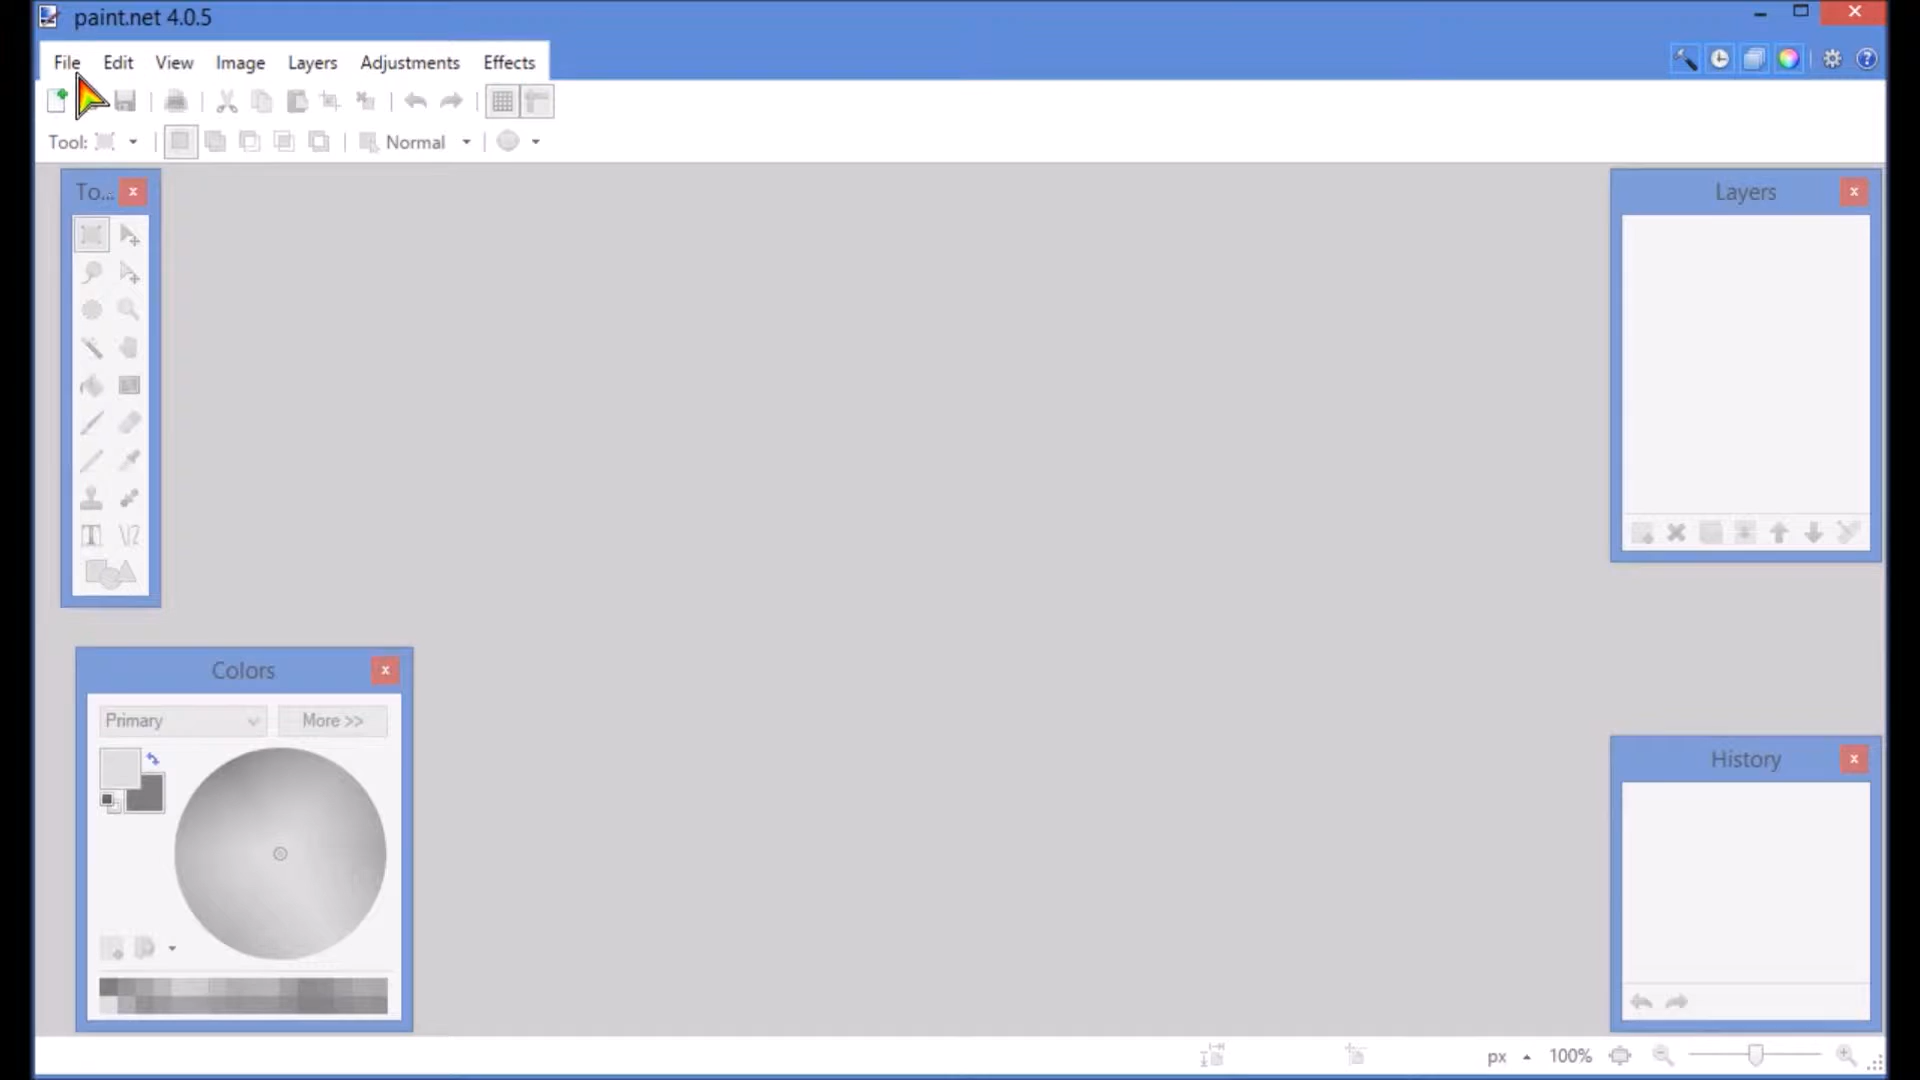 paint.net 4.0.5
File Edit View Image Layers Adjustments Effects
Tool: Normal
To...
Layers
Colors
Primary More >>
History
px 100%